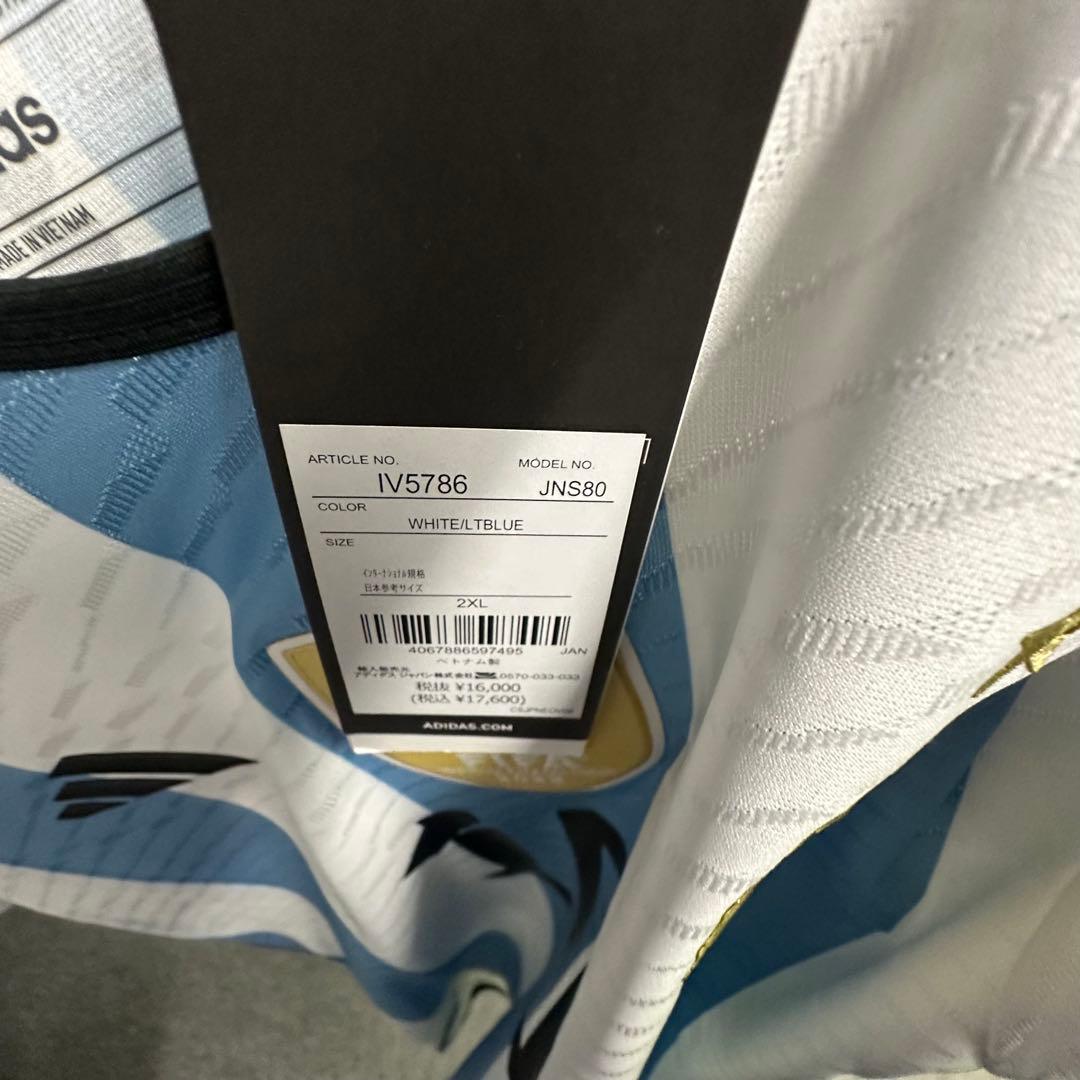 das
MADE IN VIETNAM
ARTICLE NO. MODEL NO.
IV5786 JNS80
COLOR
WHITE/LTBLUE
SIZE
ｲﾝﾀｰﾅｼｮﾅﾙ規格
日本参考サイズ
2XL
4067886597495 JAN
ベトナム製
輸入販売元
アディダス ジャパン株式会社 0570-033-033
税抜 ¥16,000
(税込 ¥17,600)
ADIDAS.COM
FIFA